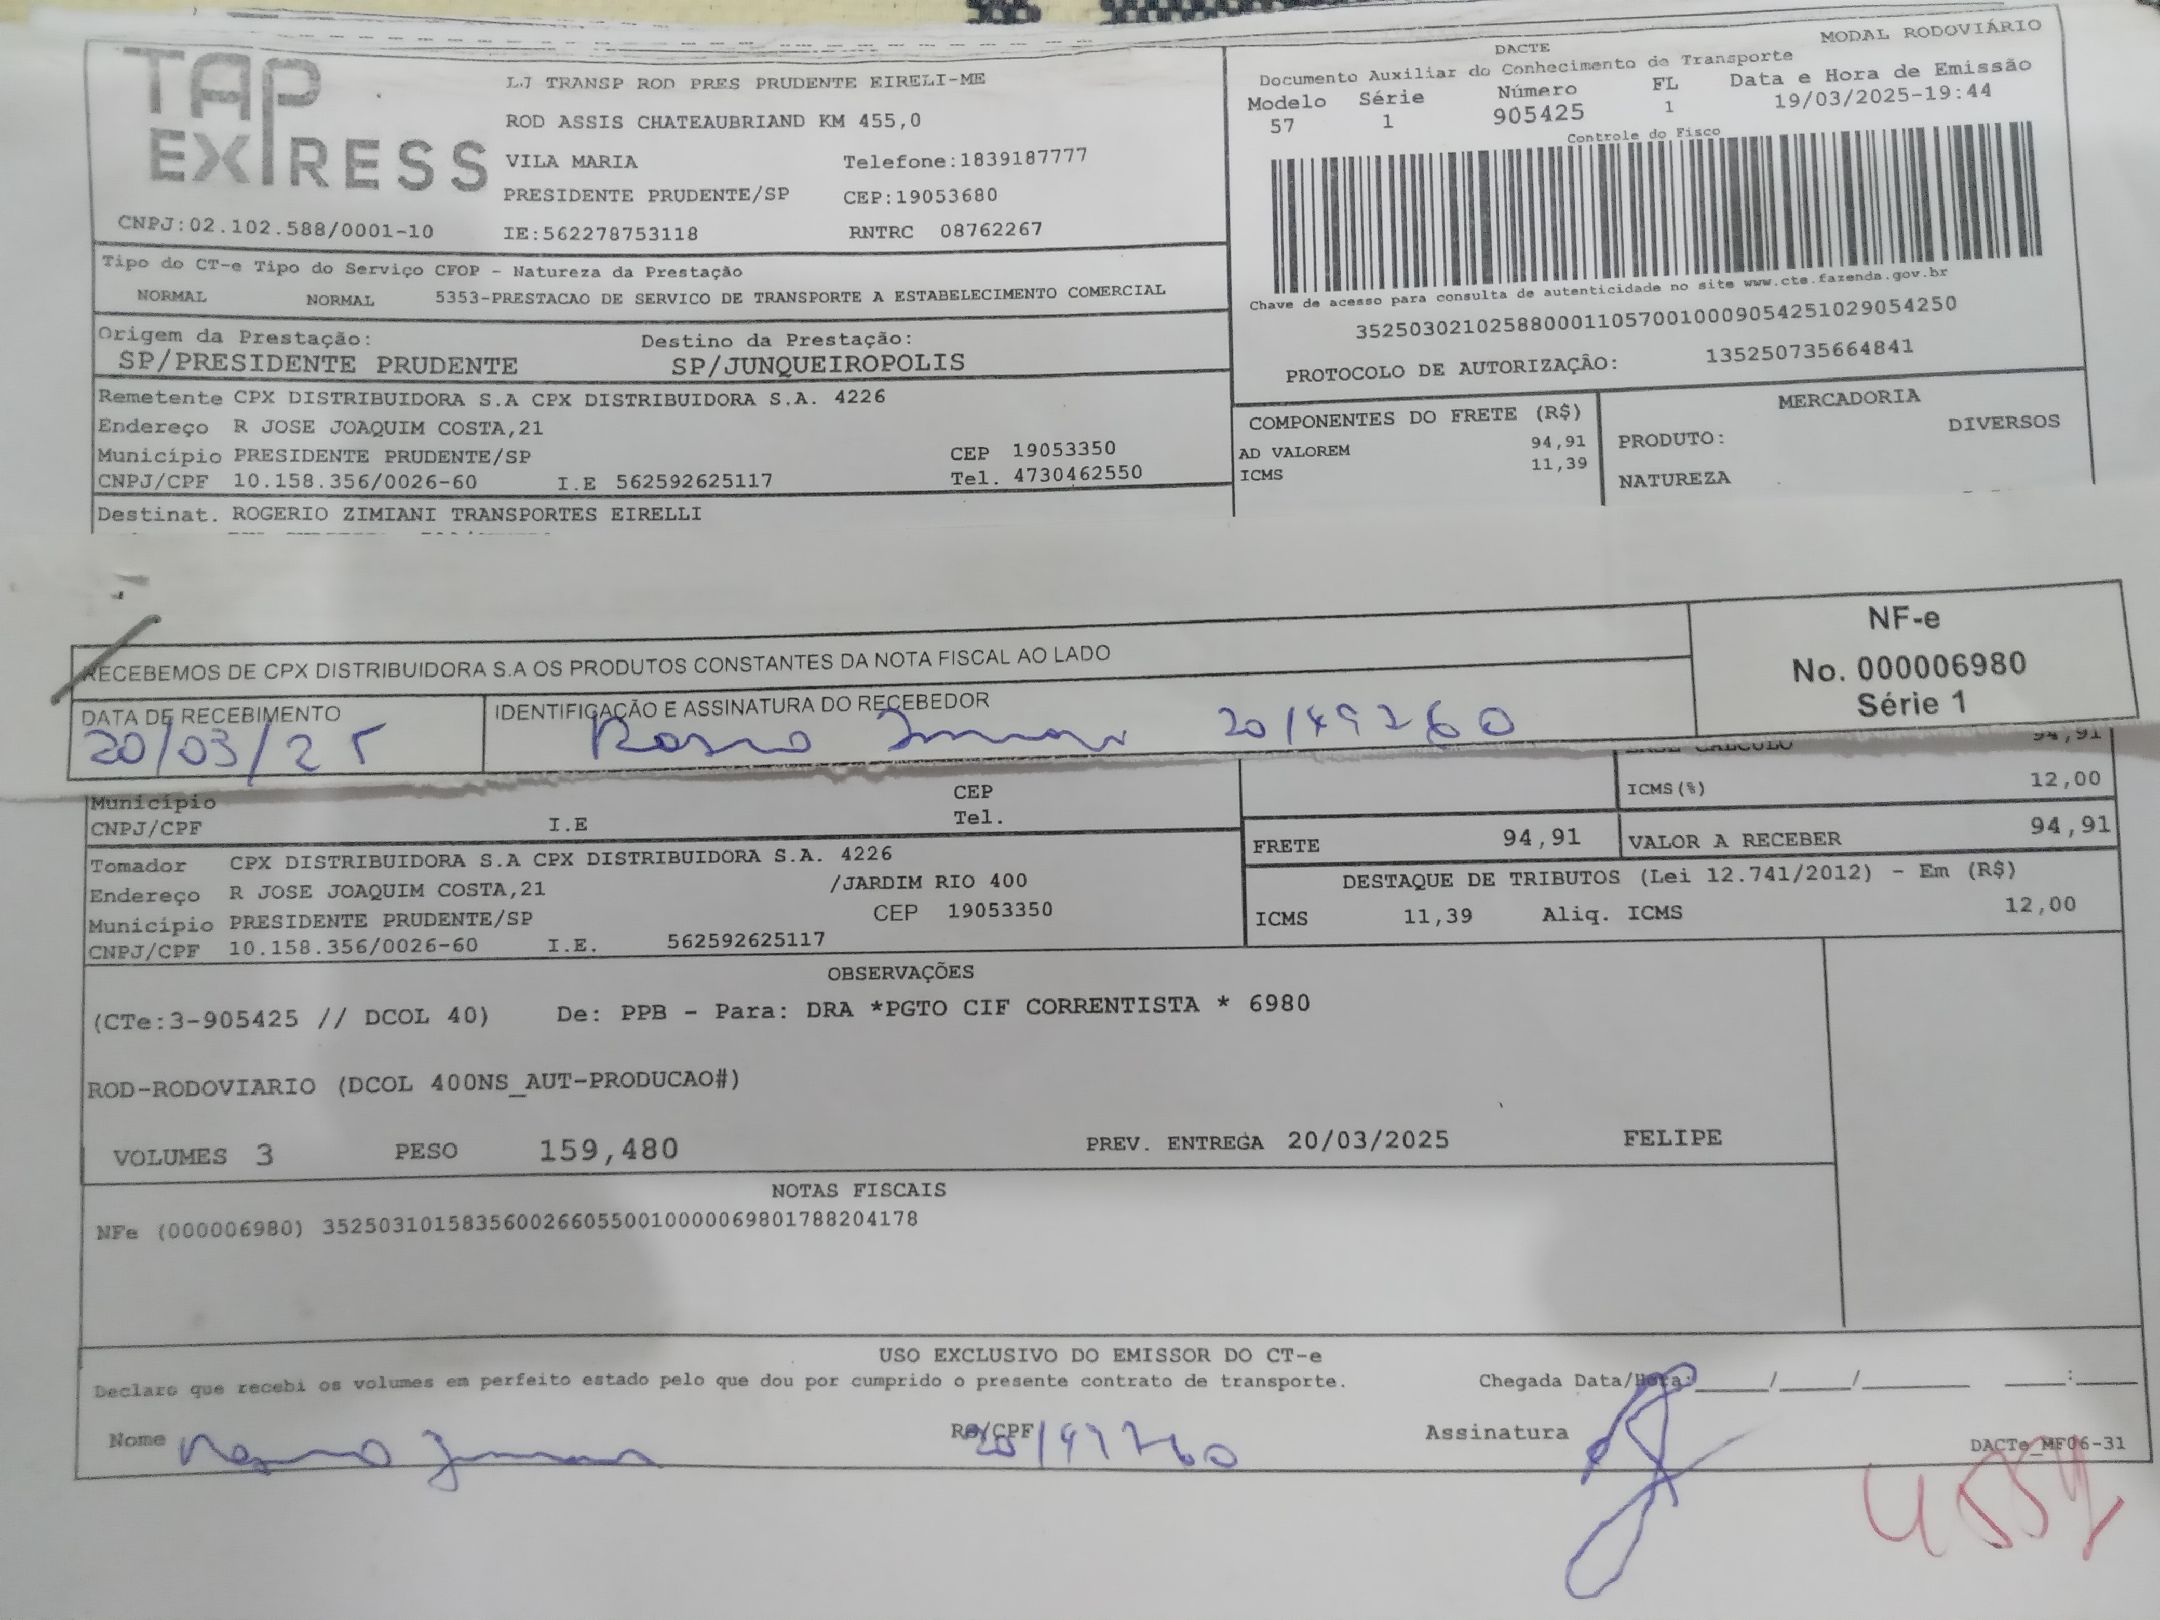 TAP EXPRESS
L.J TRANSP ROD PRES PRUDENTE EIRELI-ME
ROD ASSIS CHATEAUBRIAND KM 455,0
VILA MARIA Telefone:1839187777
PRESIDENTE PRUDENTE/SP CEP:19053680
CNPJ:02.102.588/0001-10 IE:562278753118 RNTRC 08762267
MODAL RODOVIÁRIO
DACTE
Documento Auxiliar do Conhecimento de Transporte
Modelo Série Número FL Data e Hora de Emissão
57 1 905425 1 19/03/2025-19:44
Controle do Fisco
Chave de acesso para consulta de autenticidade no site www.cte.fazenda.gov.br
35250302102588000110570010009054251029054250
PROTOCOLO DE AUTORIZAÇÃO: 135250735664841
Tipo do CT-e Tipo do Serviço CFOP - Natureza da Prestação
NORMAL NORMAL 5353-PRESTACAO DE SERVICO DE TRANSPORTE A ESTABELECIMENTO COMERCIAL
Origem da Prestação: Destino da Prestação:
SP/PRESIDENTE PRUDENTE SP/JUNQUEIROPOLIS
Remetente CPX DISTRIBUIDORA S.A CPX DISTRIBUIDORA S.A. 4226
Endereço R JOSE JOAQUIM COSTA,21
Município PRESIDENTE PRUDENTE/SP CEP 19053350
CNPJ/CPF 10.158.356/0026-60 I.E 562592625117 Tel. 4730462550
Destinat. ROGERIO ZIMIANI TRANSPORTES EIRELLI
COMPONENTES DO FRETE (R$)
AD VALOREM 94,91
ICMS 11,39
MERCADORIA
PRODUTO: DIVERSOS
NATUREZA
RECEBEMOS DE CPX DISTRIBUIDORA S.A OS PRODUTOS CONSTANTES DA NOTA FISCAL AO LADO
NF-e
No. 000006980
Série 1
DATA DE RECEBIMENTO IDENTIFICAÇÃO E ASSINATURA DO RECEBEDOR
20/03/25
BASE CALCULO 94,91
Município CEP
CNPJ/CPF I.E Tel.
ICMS(%) 12,00
FRETE 94,91 VALOR A RECEBER 94,91
Tomador CPX DISTRIBUIDORA S.A CPX DISTRIBUIDORA S.A. 4226
Endereço R JOSE JOAQUIM COSTA,21 /JARDIM RIO 400
Município PRESIDENTE PRUDENTE/SP CEP 19053350
CNPJ/CPF 10.158.356/0026-60 I.E. 562592625117
DESTAQUE DE TRIBUTOS (Lei 12.741/2012) - Em (R$)
ICMS 11,39 Aliq. ICMS 12,00
OBSERVAÇÕES
(CTe:3-905425 // DCOL 40) De: PPB - Para: DRA *PGTO CIF CORRENTISTA * 6980
ROD-RODOVIARIO (DCOL 400NS_AUT-PRODUCAO#)
VOLUMES 3 PESO 159,480 PREV. ENTREGA 20/03/2025 FELIPE
NOTAS FISCAIS
NFe (000006980) 35250310158356002660550010000069801788204178
USO EXCLUSIVO DO EMISSOR DO CT-e
Declaro que recebi os volumes em perfeito estado pelo que dou por cumprido o presente contrato de transporte. Chegada Data/Hora:____/____/______ ____:____
Nome RG/CPF Assinatura
DACTe_MF06-31